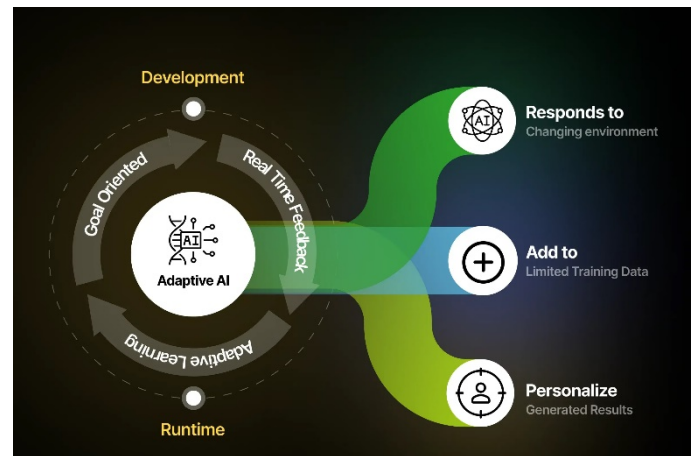 Development
Goal Oriented
Real Time Feedback
AI
Adaptive AI
Adaptive Learning
Runtime
AI
Responds to
Changing environment
Add to
Limited Training Data
Personalize
Generated Results